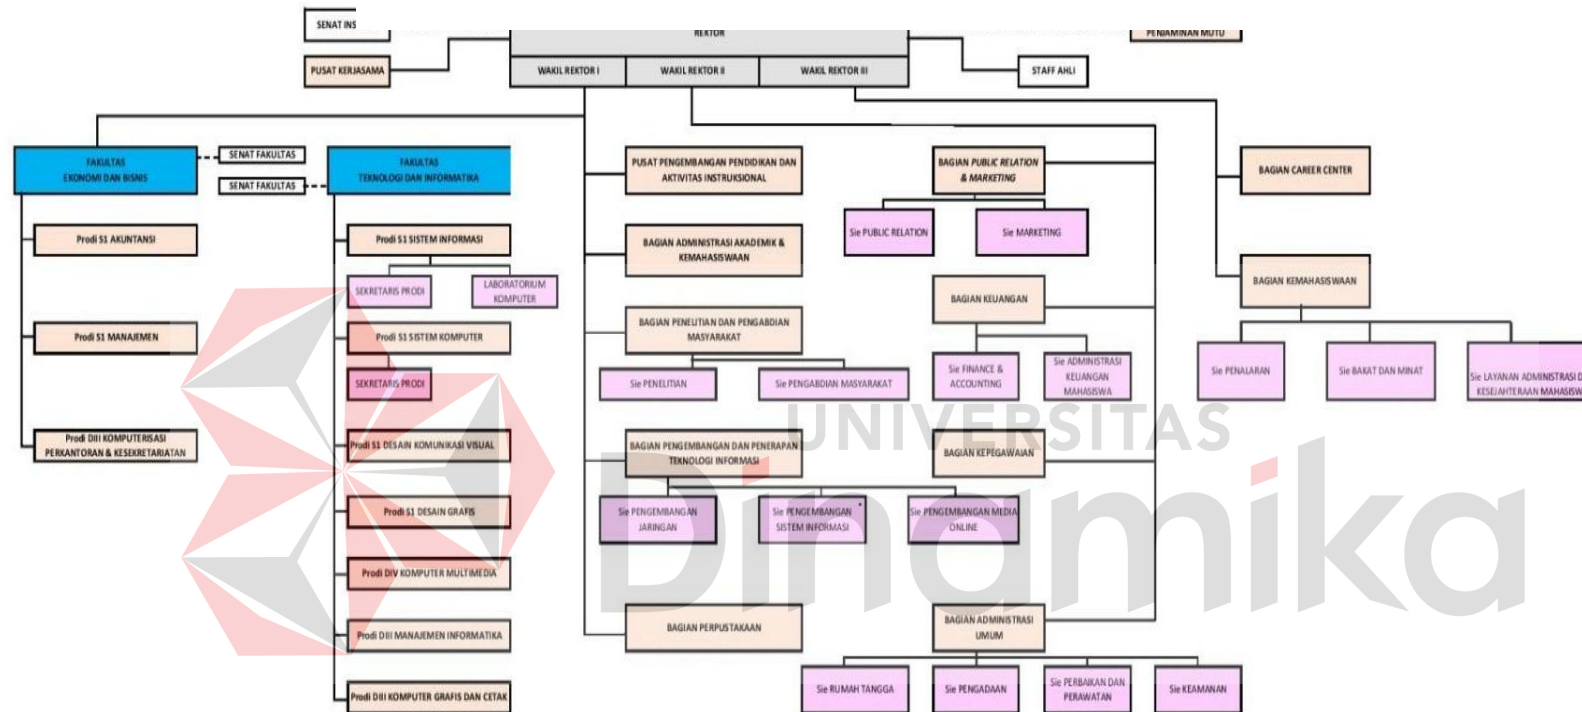 SENAT INS
REKTOR
PENJAMINAN MUTU
PUSAT KERJASAMA
WAKIL REKTOR I
WAKIL REKTOR II
WAKIL REKTOR III
STAFF AHLI
FAKULTAS
EKONOMI DAN BISNIS
SENAT FAKULTAS
SENAT FAKULTAS
FAKULTAS
TEKNOLOGI DAN INFORMATIKA
PUSAT PENGEMBANGAN PENDIDIKAN DAN
AKTIVITAS INSTRUKSIONAL
BAGIAN PUBLIC RELATION
& MARKETING
BAGIAN CAREER CENTER
Prodi S1 AKUNTANSI
Prodi S1 SISTEM INFORMASI
BAGIAN ADMINISTRASI AKADEMIK &
KEMAHASISWAAN
Sie PUBLIC RELATION
Sie MARKETING
SEKRETARIS PRODI
LABORATORIUM
KOMPUTER
BAGIAN KEUANGAN
BAGIAN KEMAHASISWAAN
Prodi S1 MANAJEMEN
Prodi S1 SISTEM KOMPUTER
BAGIAN PENELITIAN DAN PENGABDIAN
MASYARAKAT
SEKRETARIS PRODI
Sie PENELITIAN
Sie PENGABDIAN MASYARAKAT
Sie FINANCE &
ACCOUNTING
Sie ADMINISTRASI
KEUANGAN
MAHASISWA
Sie PENALARAN
Sie BAKAT DAN MINAT
Sie LAYANAN ADMINISTRASI D
KESEJAHTERAAN MAHASISW
Prodi DIII KOMPUTERISASI
PERKANTORAN & KESEKRETARIATAN
Prodi S1 DESAIN KOMUNIKASI VISUAL
BAGIAN PENGEMBANGAN DAN PENERAPAN
TEKNOLOGI INFORMASI
BAGIAN KEPEGAWAIAN
UNIVERSITAS
Dinamika
Prodi S1 DESAIN GRAFIS
Sie PENGEMBANGAN
JARINGAN
Sie PENGEMBANGAN
SISTEM INFORMASI
Sie PENGEMBANGAN MEDIA
ONLINE
Prodi DIV KOMPUTER MULTIMEDIA
Prodi DIII MANAJEMEN INFORMATIKA
BAGIAN PERPUSTAKAAN
BAGIAN ADMINISTRASI
UMUM
Prodi DIII KOMPUTER GRAFIS DAN CETAK
Sie RUMAH TANGGA
Sie PENGADAAN
Sie PERBAIKAN DAN
PERAWATAN
Sie KEAMANAN